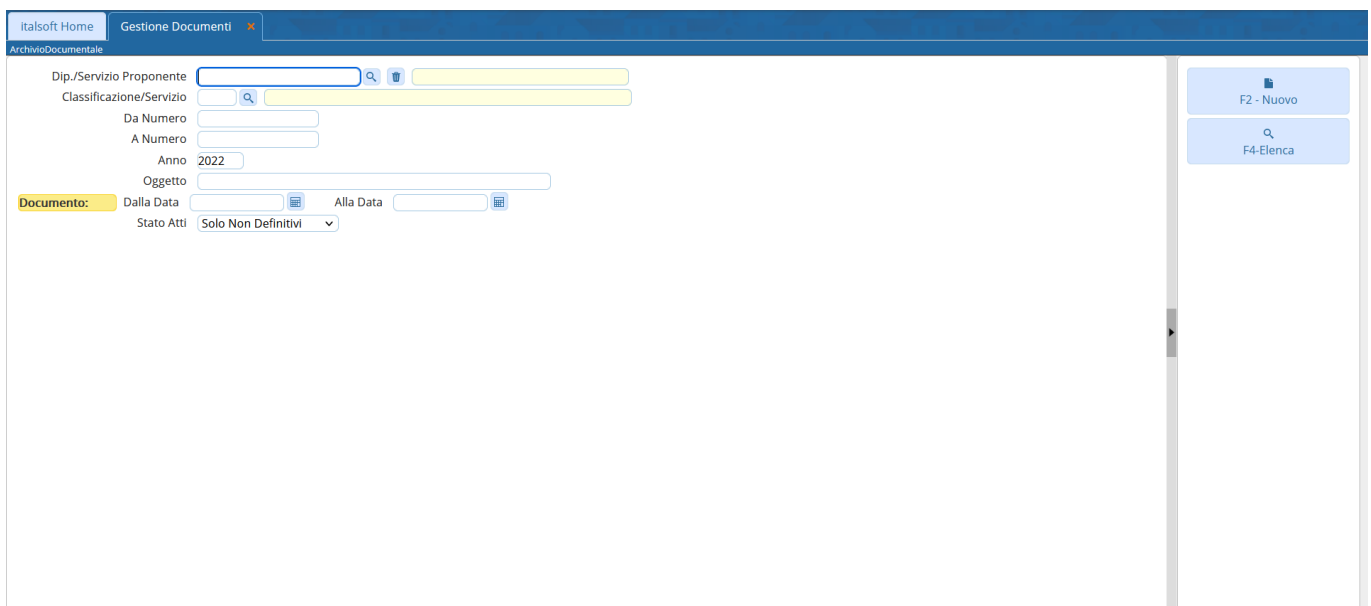 italsoft Home
Gestione Documenti ×
ArchivioDocumentale
Dip./Servizio Proponente
Classificazione/Servizio
Da Numero
A Numero
Anno 2022
Oggetto
Documento: Dalla Data Alla Data
Stato Atti Solo Non Definitivi
F2 - Nuovo
F4-Elenca